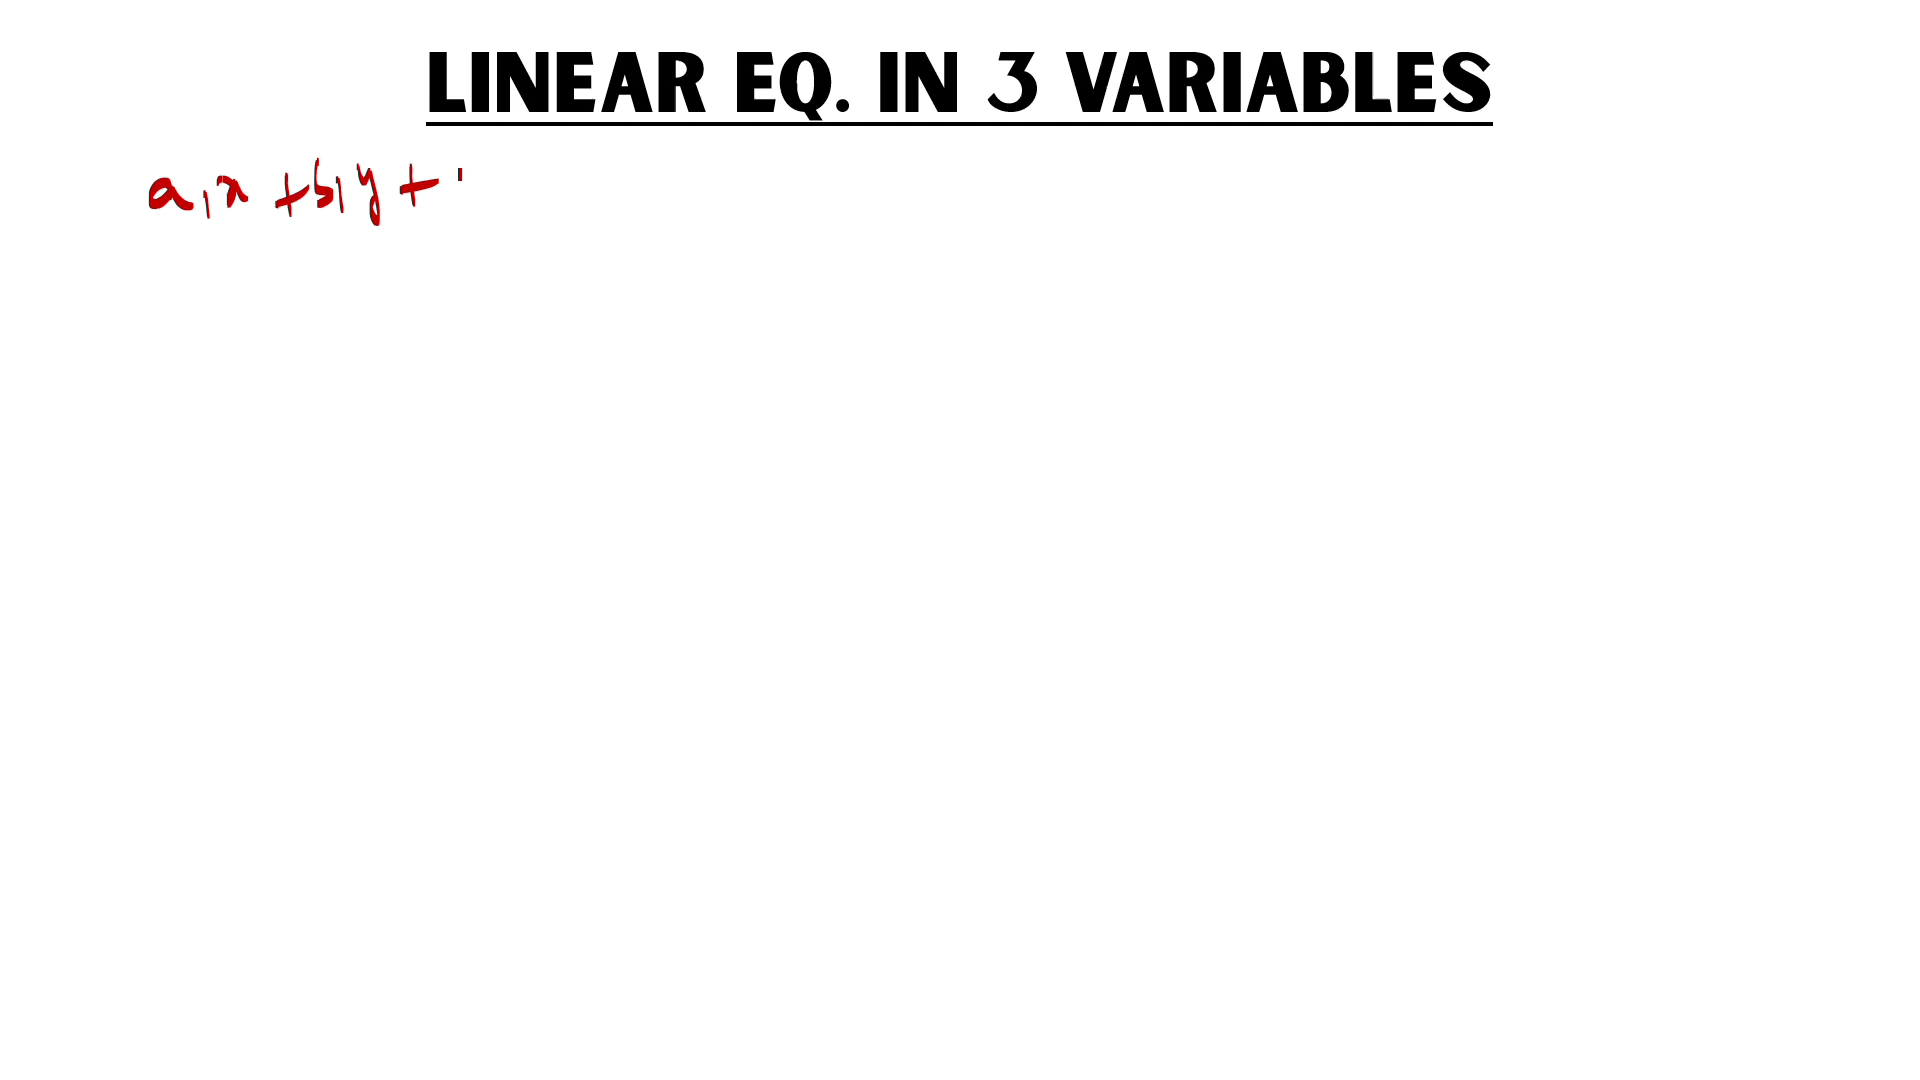 LINEAR EQ. IN 3 VARIABLES
a₁x + b₁y +